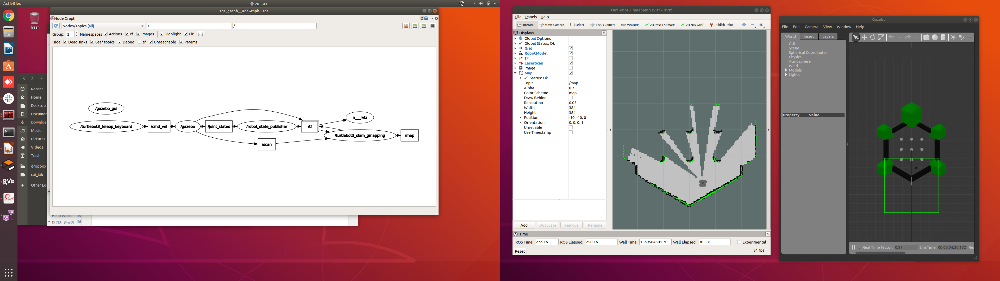 Activities
금 20 : 41
Trash
Recent
Home
Desktop
Documen
Downloa
Music
Pictures
Videos
Trash
dropbox
cai_lab
Other Loc
RViz
rqt_graph__RosGraph - rqt
Node Graph
D - O
Nodes/Topics (all) / /
Group: 2 Namespaces Actions tf Images Highlight Fit
Hide: Dead sinks Leaf topics Debug tf Unreachable Params
/gazebo_gui
n__rviz
/turtlebot3_teleop_keyboard /cmd_vel /gazebo /joint_states /robot_state_publisher /tf
/turtlebot3_slam_gmapping /map
/scan
Hello World 35
패키지 만들기 36
turtlebot3_gmapping.rviz* - RViz
File Panels Help
Interact Move Camera Select Focus Camera Measure 2D Pose Estimate 2D Nav Goal Publish Point
Displays
Global Options
Global Status: Ok
Grid
RobotModel
TF
LaserScan
Image
Map
Status: Ok
Topic /map
Alpha 0.7
Color Scheme map
Draw Behind
Resolution 0.05
Width 384
Height 384
Position -10; -10; 0
Orientation 0; 0; 0; 1
Unreliable
Use Timestamp
Add Duplicate Remove Rename
Time
ROS Time: 276.16 ROS Elapsed: 250.16 Wall Time: 1569584501.70 Wall Elapsed: 305.81 Experimental
Reset 31 fps
Gazebo
File Edit Camera View Window Help
World Insert Layers
GUI
Scene
Spherical Coordinates
Physics
Atmosphere
Wind
Models
Lights
Property Value
Real Time Factor: 0.87 Sim Time: 00 00:04:36.172 Re